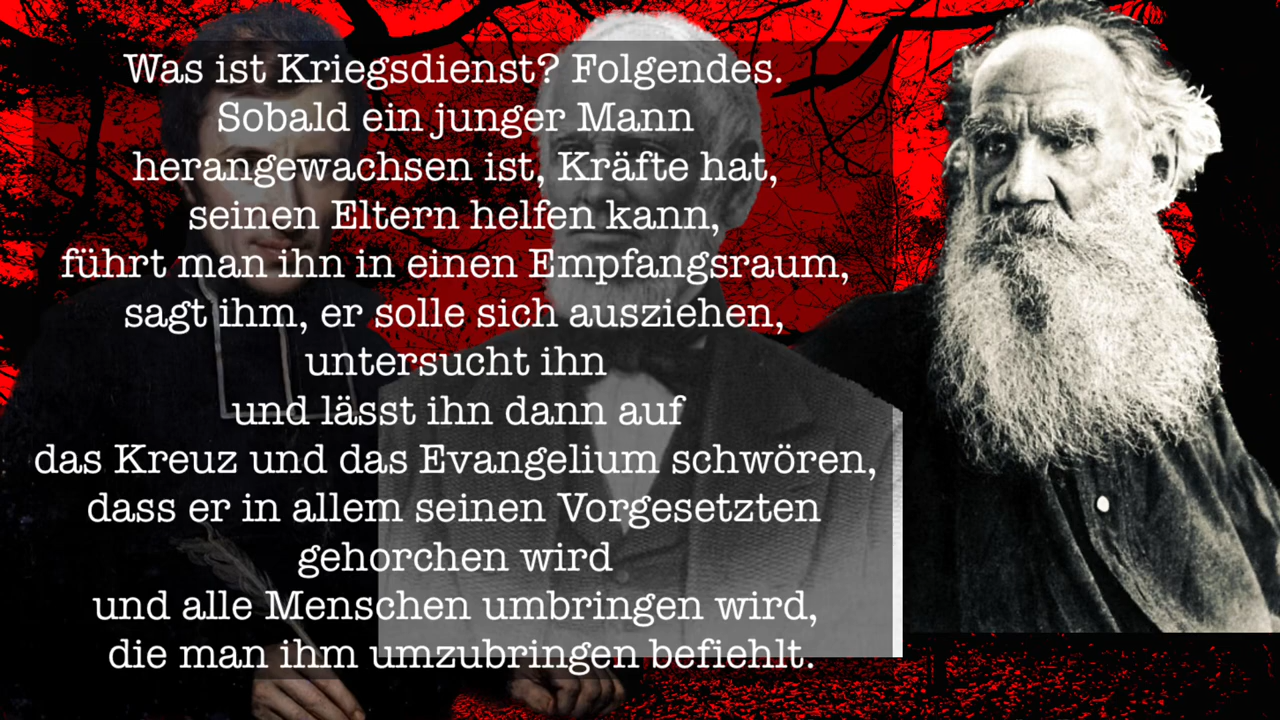 Was ist Kriegsdienst? Folgendes.
Sobald ein junger Mann
herangewachsen ist, Kräfte hat,
seinen Eltern helfen kann,
führt man ihn in einen Empfangsraum,
sagt ihm, er solle sich ausziehen,
untersucht ihn
und lässt ihn dann auf
das Kreuz und das Evangelium schwören,
dass er in allem seinen Vorgesetzten
gehorchen wird
und alle Menschen umbringen wird,
die man ihm umzubringen befiehlt.